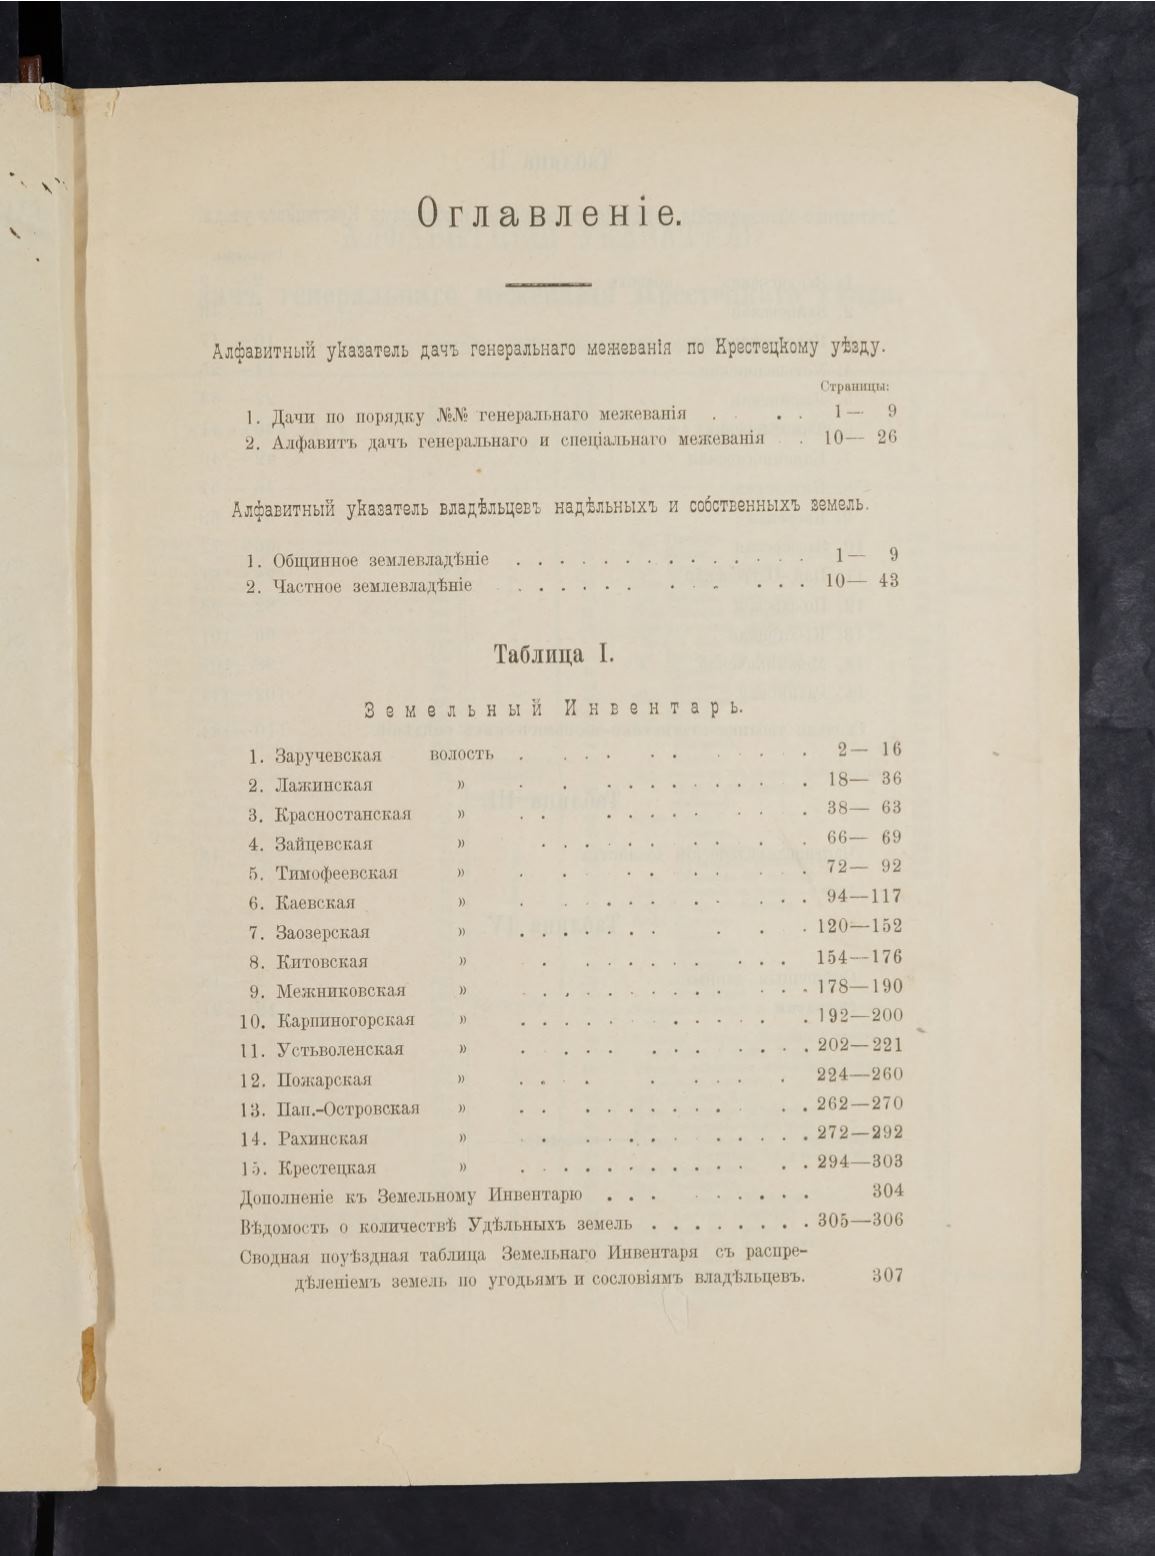 Оглавленіе.
Алфавитный указатель дачъ генеральнаго межеванія по Крестецкому уѣзду.
Страницы:
1. Дачи по порядку №№ генеральнаго межеванія . . . . 1— 9
2. Алфавитъ дачъ генеральнаго и спеціальнаго межеванія . . 10— 26
Алфавитный указатель владѣльцевъ надѣльныхъ и собственныхъ земель.
1. Общинное землевладѣніе . . . . . . . . . . . . . . 1— 9
2. Частное землевладѣніе . . . . . . . . . . . . . 10— 43
Таблица I.
Земельный Инвентарь.
1. Заручевская волость . . . . . . . . . . 2— 16
2. Лажинская » . . . . . . . . . . . . 18— 36
3. Красностанская » . . . . . . . . . . 38— 63
4. Зайцевская » . . . . . . . . . . . 66— 69
5. Тимофеевская » . . . . . . . . . . 72— 92
6. Каевская » . . . . . . . . . . . 94—117
7. Заозерская » . . . . . . . . . . 120—152
8. Китовская » . . . . . . . . . . 154—176
9. Межниковская » . . . . . . . . . . . . . 178—190
10. Карпиногорская » . . . . . . . . . . . . 192—200
11. Устьволенская » . . . . . . . . . . . 202—221
12. Пожарская » . . . . . . . . . 224—260
13. Пап.-Островская » . . . . . . . . . . . 262—270
14. Рахинская » . . . . . . . . . . . . 272—292
15. Крестецкая » . . . . . . . . . . . . . 294—303
Дополненіе къ Земельному Инвентарю . . . . . . . . . 304
Вѣдомость о количествѣ Удѣльныхъ земель . . . . . . . . 305—306
Сводная поуѣздная таблица Земельнаго Инвентаря съ распре-
дѣленіемъ земель по угодьямъ и сословіямъ владѣльцевъ. 307